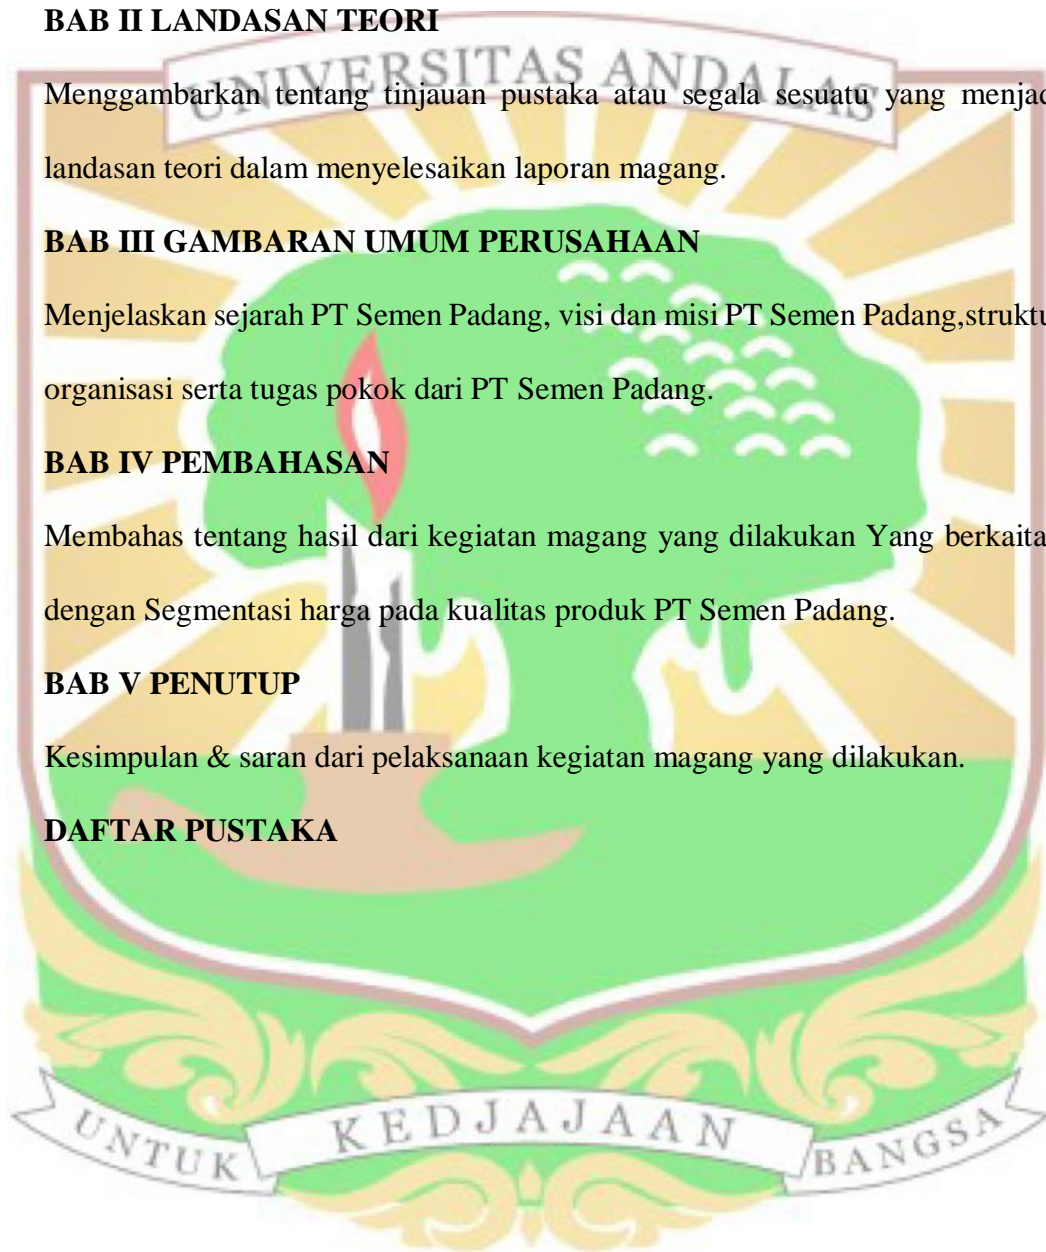 BAB II LANDASAN TEORI
UNIVERSITAS ANDALAS
Menggambarkan tentang tinjauan pustaka atau segala sesuatu yang
landasan teori dalam menyelesaikan laporan magang.
BAB III GAMBARAN UMUM PERUSAHAAN
Menjelaskan sejarah PT Semen Padang, visi dan misi PT Semen Padang,
organisasi serta tugas pokok dari PT Semen Padang.
BAB IV PEMBAHASAN
Membahas tentang hasil dari kegiatan magang yang dilakukan Yang
dengan Segmentasi harga pada kualitas produk PT Semen Padang.
BAB V PENUTUP
Kesimpulan & saran dari pelaksanaan kegiatan magang yang dilakukan.
DAFTAR PUSTAKA
UNTUK KEDJAJAAN BANGSA